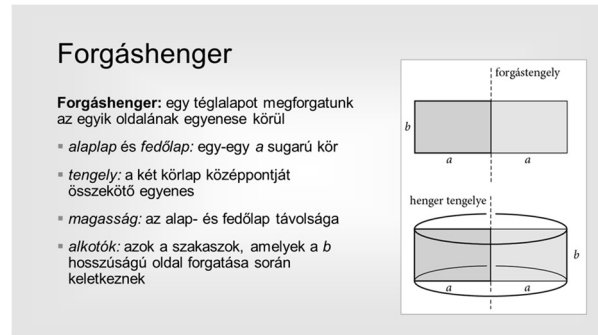 Forgáshenger
Forgáshenger: egy téglalapot megforgatunk
az egyik oldalának egyenese körül
▪ alaplap és fedőlap: egy-egy a sugarú kör
▪ tengely: a két körlap középpontját
összekötő egyenes
▪ magasság: az alap- és fedőlap távolsága
▪ alkotók: azok a szakaszok, amelyek a b
hosszúságú oldal forgatása során
keletkeznek
forgástengely
b
a a
henger tengelye
b
a a